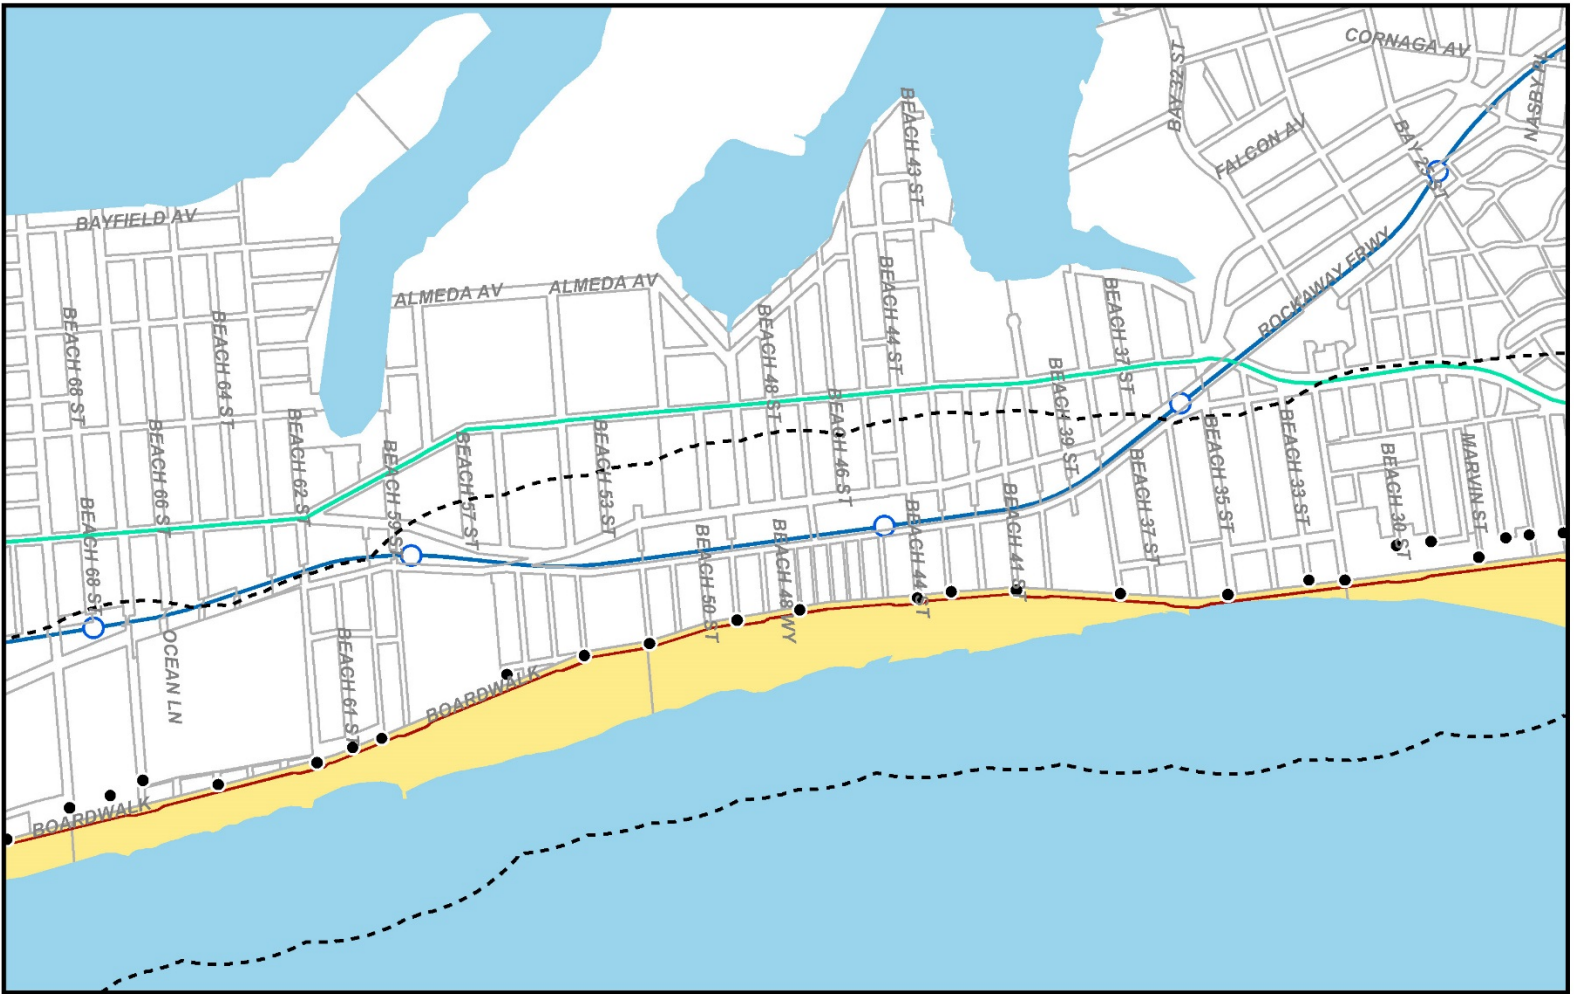 CORNAGA AV
BAY 32 ST
NASBY PL
BEACH 43 ST
FALCON AV
BAY 25 ST
BAYFIELD AV
ROCKAWAY FRWY
ALMEDA AV
ALMEDA AV
BEACH 44 ST
BEACH 37 ST
BEACH 68 ST
BEACH 64 ST
BEACH 48 ST
BEACH 39 ST
BEACH 46 ST
BEACH 62 ST
BEACH 66 ST
BEACH 59 ST
BEACH 57 ST
BEACH 53 ST
BEACH 35 ST
BEACH 33 ST
MARVIN ST
BEACH 30 ST
BEACH 37 ST
BEACH 68 ST
BEACH 41 ST
BEACH 44 ST
BEACH 50 ST
BEACH 48 WY
OCEAN LN
BEACH 61 ST
BOARDWALK
BOARDWALK